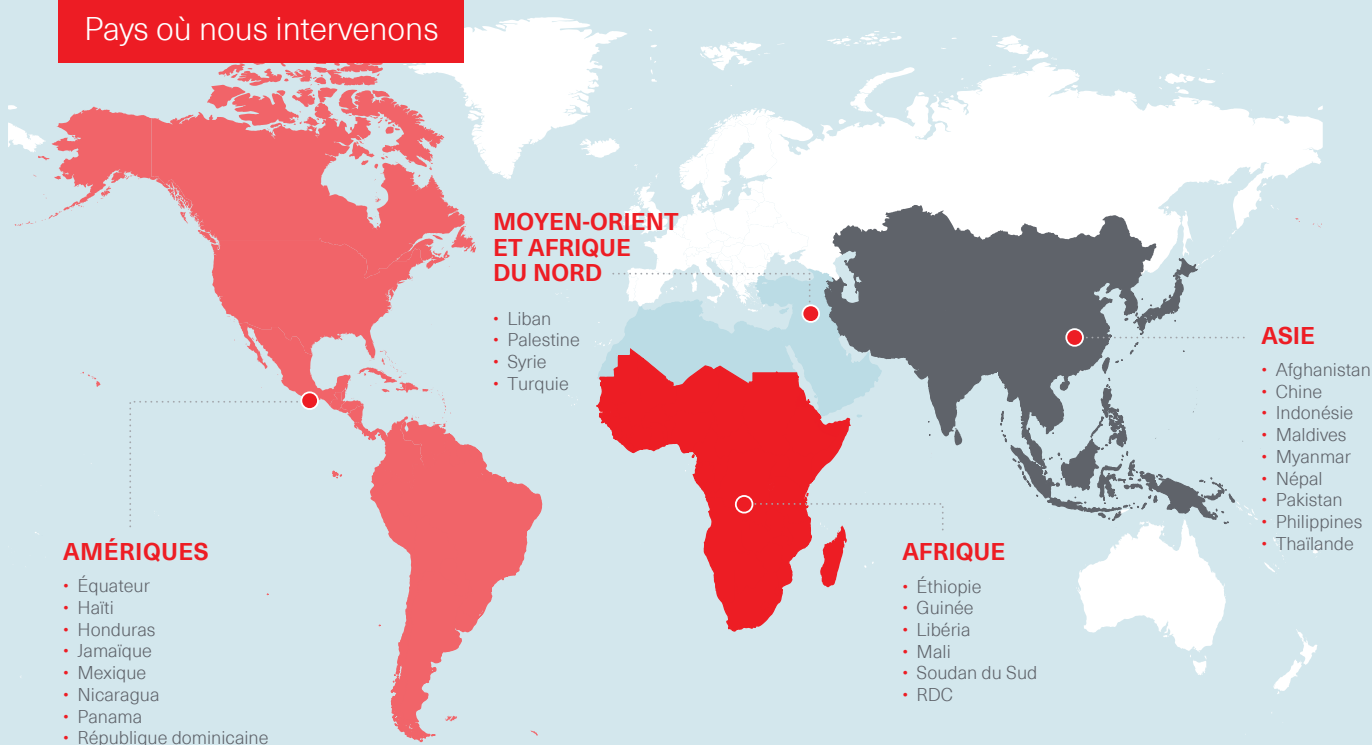 Pays où nous intervenons
MOYEN-ORIENT
ET AFRIQUE
DU NORD
• Liban
• Palestine
• Syrie
• Turquie
ASIE
• Afghanistan
• Chine
• Indonésie
• Maldives
• Myanmar
• Népal
• Pakistan
• Philippines
• Thaïlande
AMÉRIQUES
• Équateur
• Haïti
• Honduras
• Jamaïque
• Mexique
• Nicaragua
• Panama
• République dominicaine
AFRIQUE
• Éthiopie
• Guinée
• Libéria
• Mali
• Soudan du Sud
• RDC